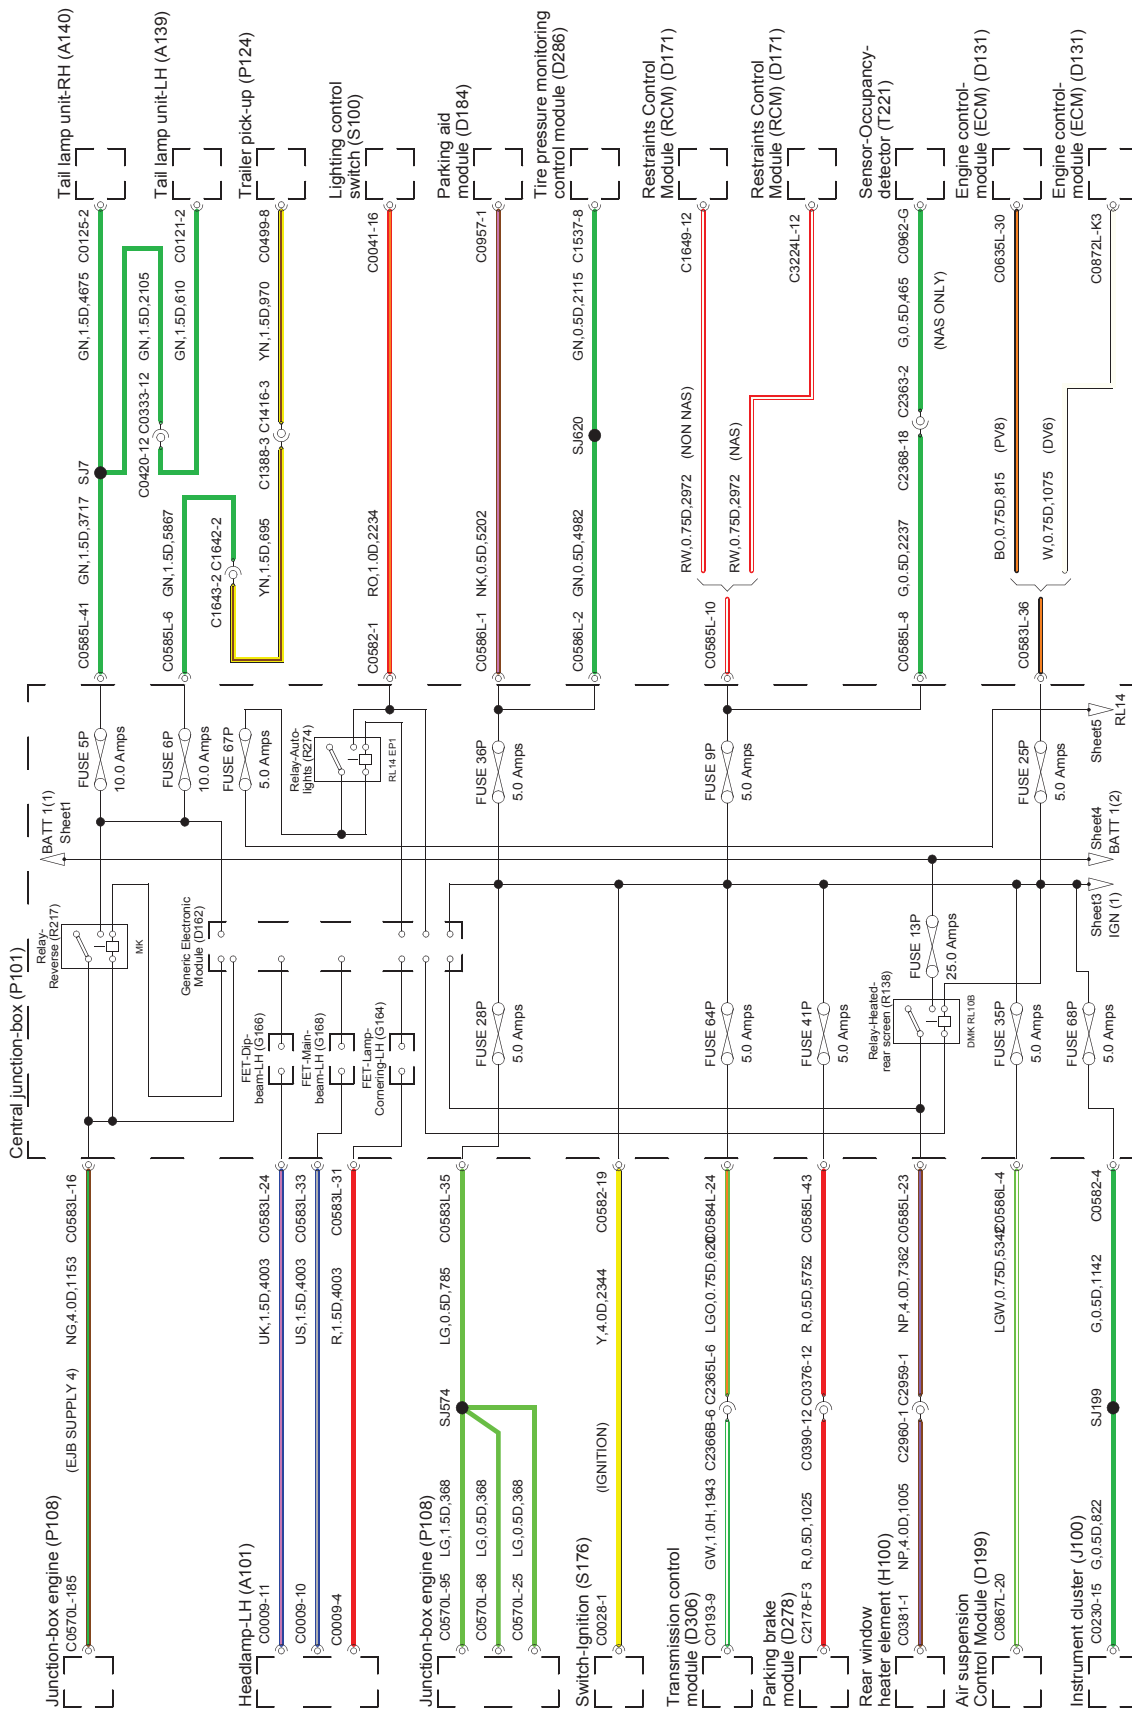 Tail lamp unit-RH (A140)
Tail lamp unit-LH (A139)
Trailer pick-up (P124)
Lighting control
switch (S100)
Parking aid
module (D184)
Tire pressure monitoring
control module (D286)
Restraints Control
Module (RCM) (D171)
Restraints Control
Module (RCM) (D171)
Sensor-Occupancy-
detector (T221)
Engine control-
module (ECM) (D131)
Engine control-
module (ECM) (D131)
C0585L-41
GN,1.5D,3717
SJ7
GN,1.5D,4675
C0125-2
C0420-12
C0333-12
GN,1.5D,2105
GN,1.5D,610
C0121-2
C0585L-6
GN,1.5D,5867
C1643-2
C1642-2
YN,1.5D,695
C1388-3
C1416-3
YN,1.5D,970
C0499-8
C0582-1
RO,1.0D,2234
C0041-16
C0586L-1
NK,0.5D,5202
C0957-1
C0586L-2
GN,0.5D,4982
SJ620
GN,0.5D,2115
C1537-8
C0585L-10
RW,0.75D,2972
(NON NAS)
C1649-12
RW,0.75D,2972
(NAS)
C3224L-12
C0585L-8
G,0.5D,2237
C2368-18
C2363-2
G,0.5D,465
C0962-G
(NAS ONLY)
C0583L-36
BO,0.75D,815
(PV8)
C0635L-30
W,0.75D,1075
(DV6)
C0872L-K3
Central junction-box (P101)
BATT 1(1)
Sheet1
FUSE 5P
10.0 Amps
FUSE 6P
10.0 Amps
FUSE 67P
5.0 Amps
Relay-Auto-
lights (R274)
RL14 EP1
FUSE 36P
5.0 Amps
FUSE 9P
5.0 Amps
FUSE 25P
5.0 Amps
Sheet5
RL14
Sheet4
BATT 1(2)
Sheet3
IGN (1)
Relay-
Reverse (R217)
MK
Generic Electronic
Module (D162)
FET-Dip-
beam-LH (G166)
FET-Main-
beam-LH (G168)
FET-Lamp-
Cornering-LH (G164)
FUSE 28P
5.0 Amps
FUSE 64P
5.0 Amps
FUSE 41P
5.0 Amps
FUSE 13P
25.0 Amps
Relay-Heated-
rear screen (R138)
DMK RL10B
FUSE 35P
5.0 Amps
FUSE 68P
5.0 Amps
Junction-box engine (P108)
C0570L-185
(EJB SUPPLY 4)
NG,4.0D,1153
C0583L-16
Headlamp-LH (A101)
C0009-11
UK,1.5D,4003
C0583L-24
C0009-10
US,1.5D,4003
C0583L-33
C0009-4
R,1.5D,4003
C0583L-31
Junction-box engine (P108)
C0570L-95
LG,1.5D,368
SJ574
LG,0.5D,785
C0583L-35
C0570L-68
LG,0.5D,368
C0570L-25
LG,0.5D,368
Switch-Ignition (S176)
C0028-1
(IGNITION)
Y,4.0D,2344
C0582-19
Transmission control
module (D306)
C0193-9
GW,1.0H,1943
C2366B-6
C2365L-6
LGO,0.75D,620
C0584L-24
Parking brake
module (D278)
C2178-F3
R,0.5D,1025
C0390-12
C0376-12
R,0.5D,5752
C0585L-43
Rear window
heater element (H100)
C0381-1
NP,4.0D,1005
C2960-1
C2959-1
NP,4.0D,7362
C0585L-23
Air suspension
Control Module (D199)
C0867L-20
LGW,0.75D,5342
C0586L-4
Instrument cluster (J100)
C0230-15
G,0.5D,822
SJ199
G,0.5D,1142
C0582-4